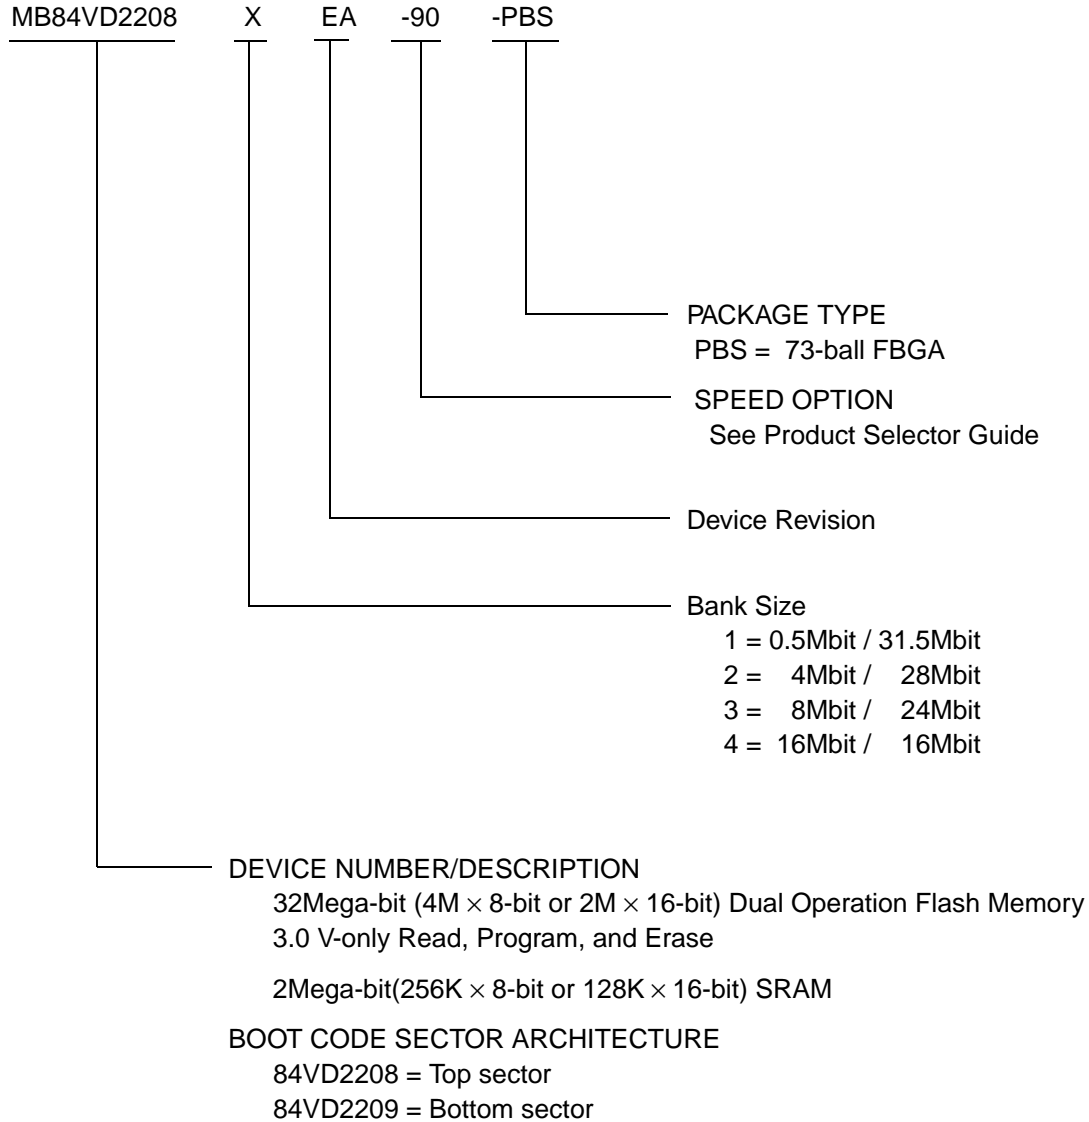 MB84VD2208 X EA -90 -PBS
PACKAGE TYPE
PBS = 73-ball FBGA
SPEED OPTION
See Product Selector Guide
Device Revision
Bank Size
1 = 0.5Mbit / 31.5Mbit
2 = 4Mbit / 28Mbit
3 = 8Mbit / 24Mbit
4 = 16Mbit / 16Mbit
DEVICE NUMBER/DESCRIPTION
32Mega-bit (4M × 8-bit or 2M × 16-bit) Dual Operation Flash Memory
3.0 V-only Read, Program, and Erase
2Mega-bit(256K × 8-bit or 128K × 16-bit) SRAM
BOOT CODE SECTOR ARCHITECTURE
84VD2208 = Top sector
84VD2209 = Bottom sector